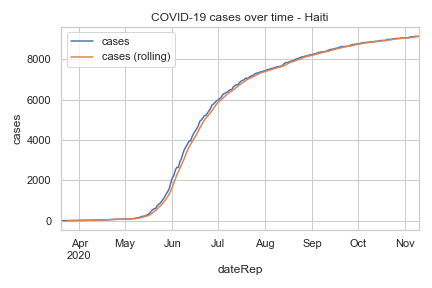 COVID-19 cases over time - Haiti
cases
cases (rolling)
8000
6000
4000
2000
0
cases
Apr
2020
May
Jun
Jul
Aug
Sep
Oct
Nov
dateRep